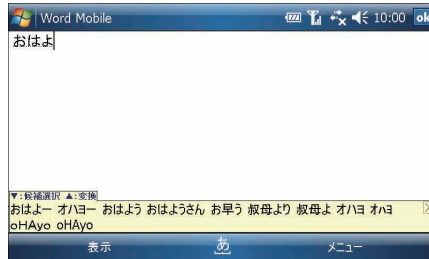 Word Mobile 10:00 ok
おはよ
▼:候補選択 ▲:変換
おはよー オハヨー おはよう おはようさん お早う 叔母より 叔母よ オハヨ オハヨ
oHAyo oHAyo
表示 あ メニュー